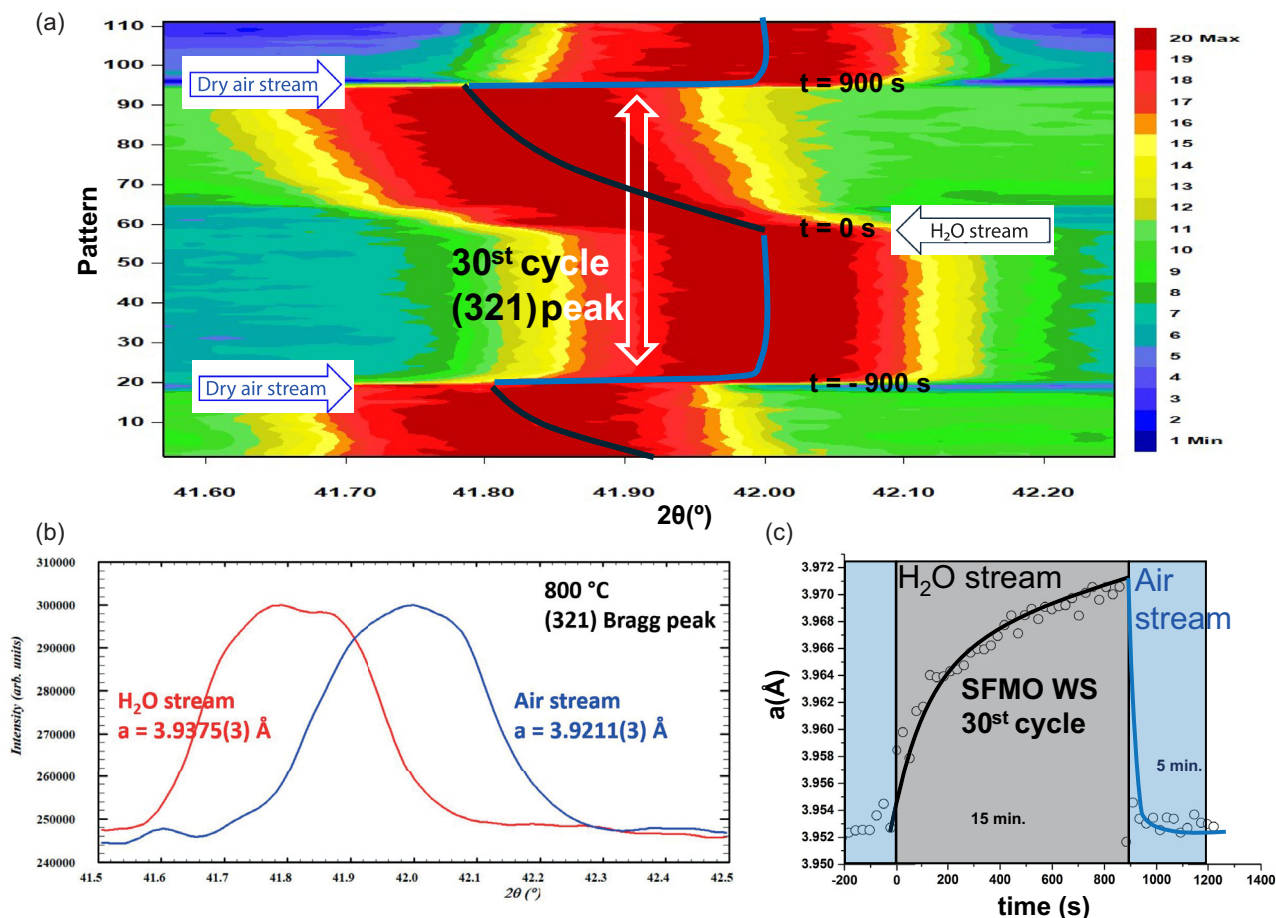 (a)
110
100
90
80
70
60
50
40
30
20
10
Pattern
Dry air stream
t = 900 s
t = 0 s
H₂O stream
30ˢᵗ cycle
(321) peak
Dry air stream
t = - 900 s
41.60 41.70 41.80 41.90 42.00 42.10 42.20
2θ(º)
20 Max
19
18
17
16
15
14
13
12
11
10
9
8
7
6
5
4
3
2
1 Min
(b)
310000
300000
290000
280000
270000
260000
250000
240000
Intensity (arb. units)
800 °C
(321) Bragg peak
H₂O stream
a = 3.9375(3) Å
Air stream
a = 3.9211(3) Å
41.5 41.6 41.7 41.8 41.9 42.0 42.1 42.2 42.3 42.4 42.5
2θ (°)
(c)
3.972
3.970
3.968
3.966
3.964
3.962
3.960
3.958
3.956
3.954
3.952
3.950
a(Å)
H₂O stream
Air
stream
SFMO WS
30ˢᵗ cycle
5 min.
15 min.
-200 0 200 400 600 800 1000 1200 1400
time (s)